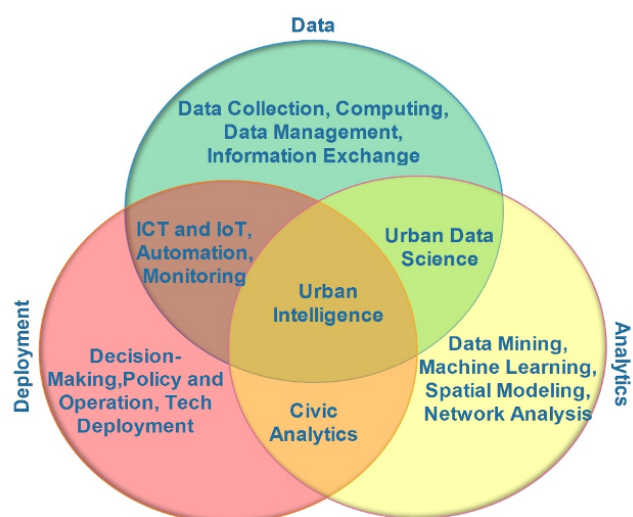 Data
Data Collection, Computing,
Data Management,
Information Exchange
ICT and IoT,
Automation,
Monitoring
Urban Data
Science
Urban
Intelligence
Deployment
Decision-
Making,Policy and
Operation, Tech
Deployment
Civic
Analytics
Data Mining,
Machine Learning,
Spatial Modeling,
Network Analysis
Analytics